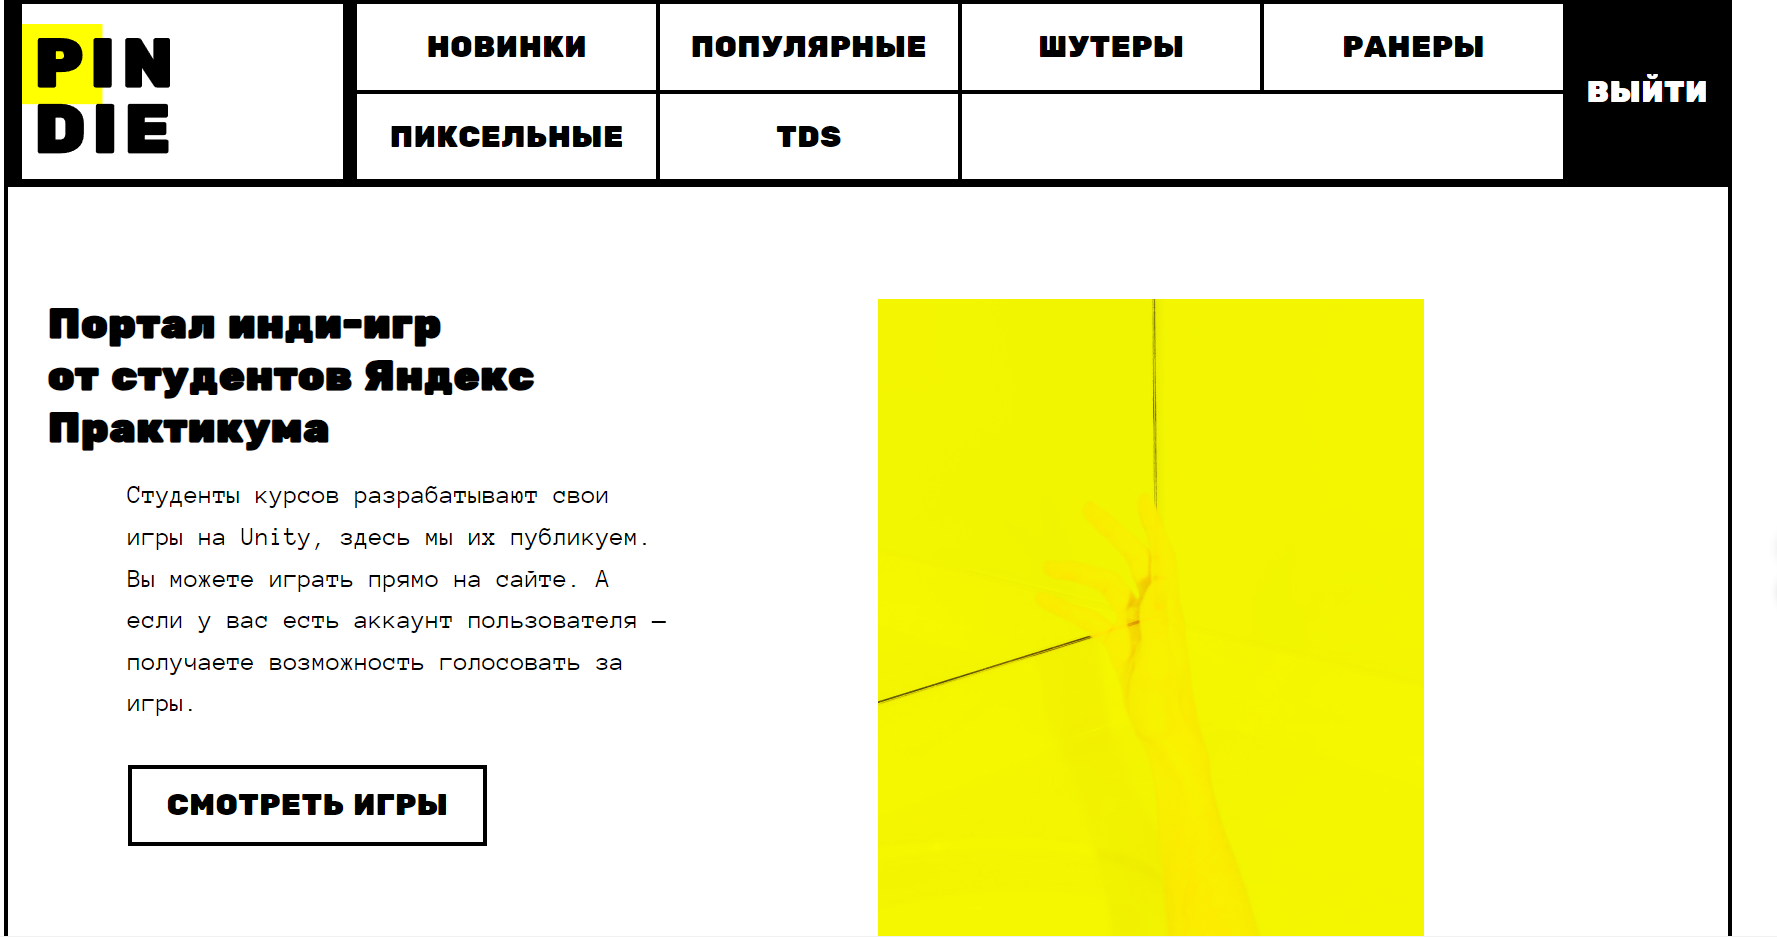 PIN
DIE
НОВИНКИ
ПОПУЛЯРНЫЕ
ШУТЕРЫ
РАНЕРЫ
ПИКСЕЛЬНЫЕ
TDS
ВЫЙТИ
Портал инди-игр
от студентов Яндекс
Практикума
Студенты курсов разрабатывают свои
игры на Unity, здесь мы их публикуем.
Вы можете играть прямо на сайте. А
если у вас есть аккаунт пользователя —
получаете возможность голосовать за
игры.
СМОТРЕТЬ ИГРЫ